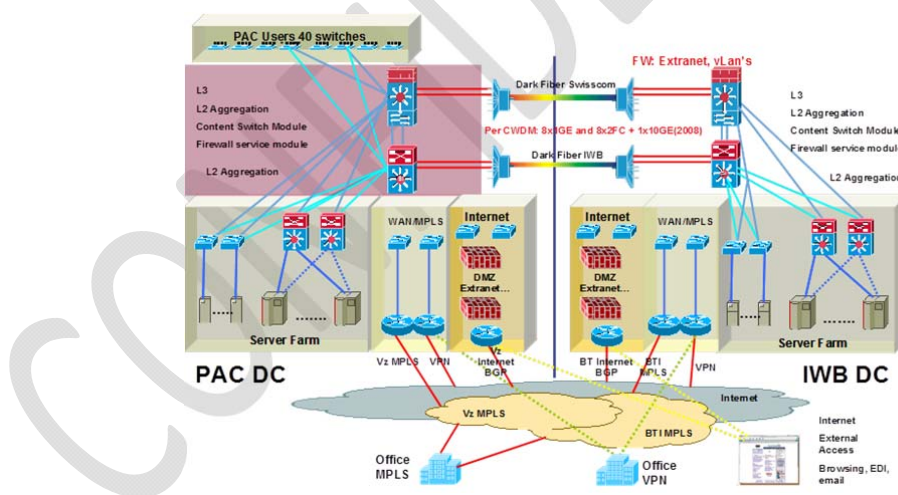 CONFIDE
PAC Users 40 switches
FW: Extranet, vLan's
L3
L2 Aggregation
Content Switch Module
Firewall service module
L2 Aggregation
Dark Fiber Swisscom
Per CWDM: 8x1GE and 8x2FC + 1x10GE(2008)
Dark Fiber IWB
L3
L2 Aggregation
Content Switch Module
Firewall service module
L2 Aggregation
WAN/MPLS
Internet
DMZ
Extranet...
Server Farm
Internet
WAN/MPLS
DMZ
Extranet...
Server Farm
PAC DC
Vz MPLS
VPN
Vz
Internet
BGP
BT Internet
BGP
BTI
MPLS
VPN
IWB DC
Internet
Vz MPLS
BTI MPLS
Office
MPLS
Office
VPN
Internet
External
Access
Browsing, EDI,
email